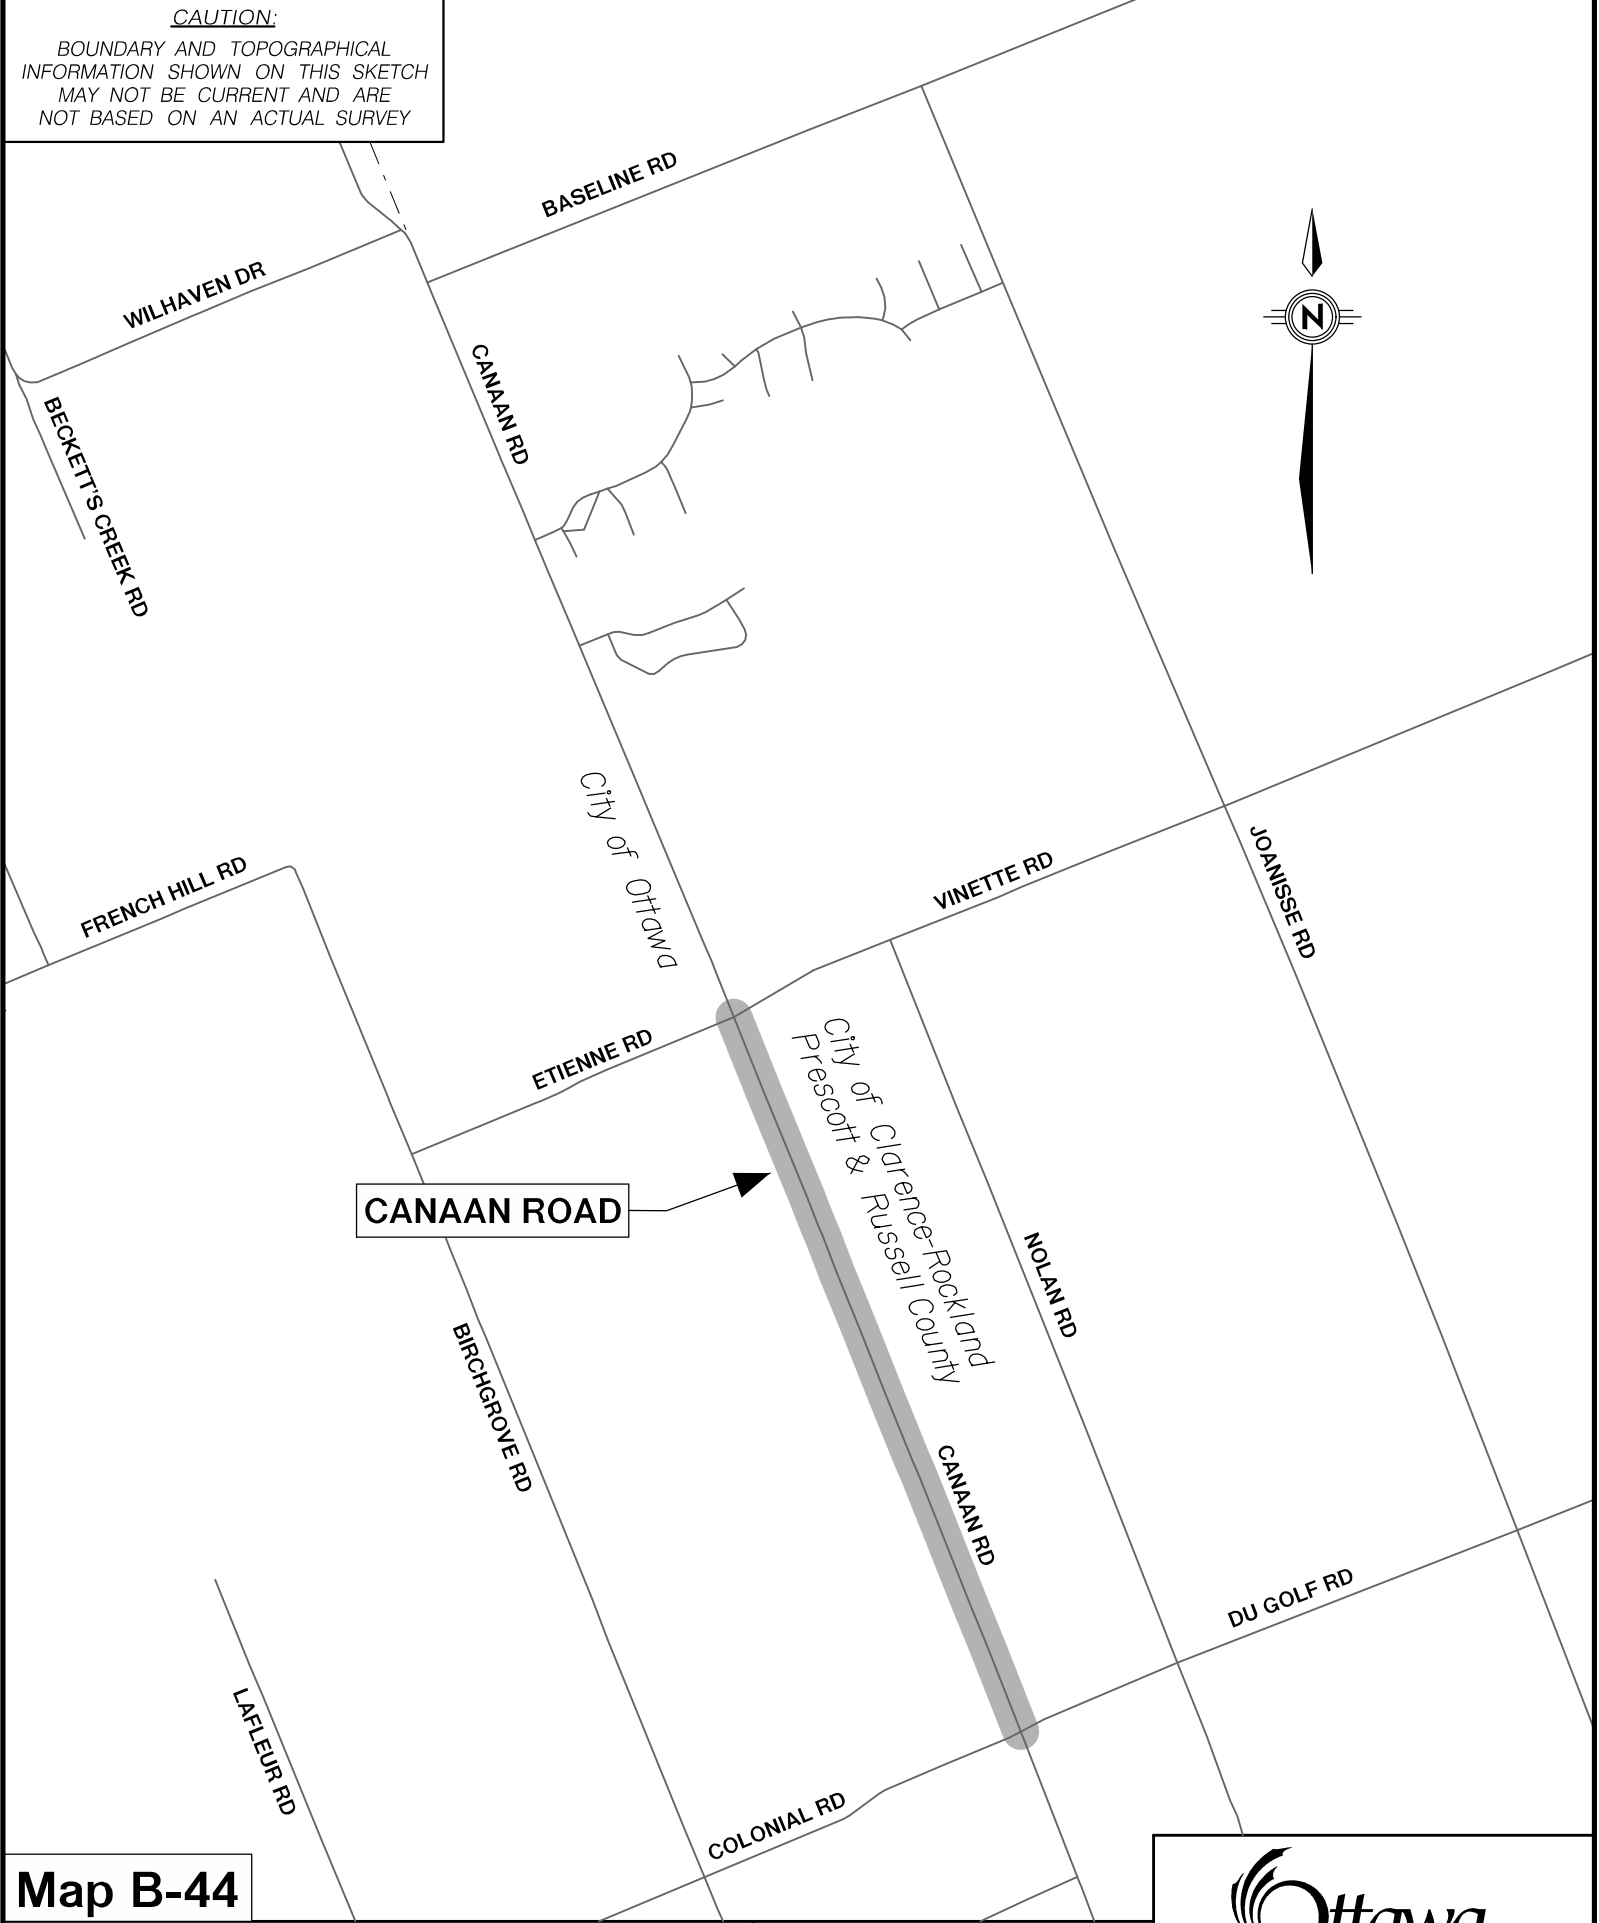 CAUTION:
BOUNDARY AND TOPOGRAPHICAL
INFORMATION SHOWN ON THIS SKETCH
MAY NOT BE CURRENT AND ARE
NOT BASED ON AN ACTUAL SURVEY
BASELINE RD
WILHAVEN DR
N
CANAAN RD
BECKETT'S CREEK RD
City of Ottawa
FRENCH HILL RD
VINETTE RD
JOANISSE RD
ETIENNE RD
City of Clarence-Rockland
Prescott & Russell County
CANAAN ROAD
NOLAN RD
BIRCHGROVE RD
CANAAN RD
DU GOLF RD
LAFLEUR RD
COLONIAL RD
Map B-44
Ottawa